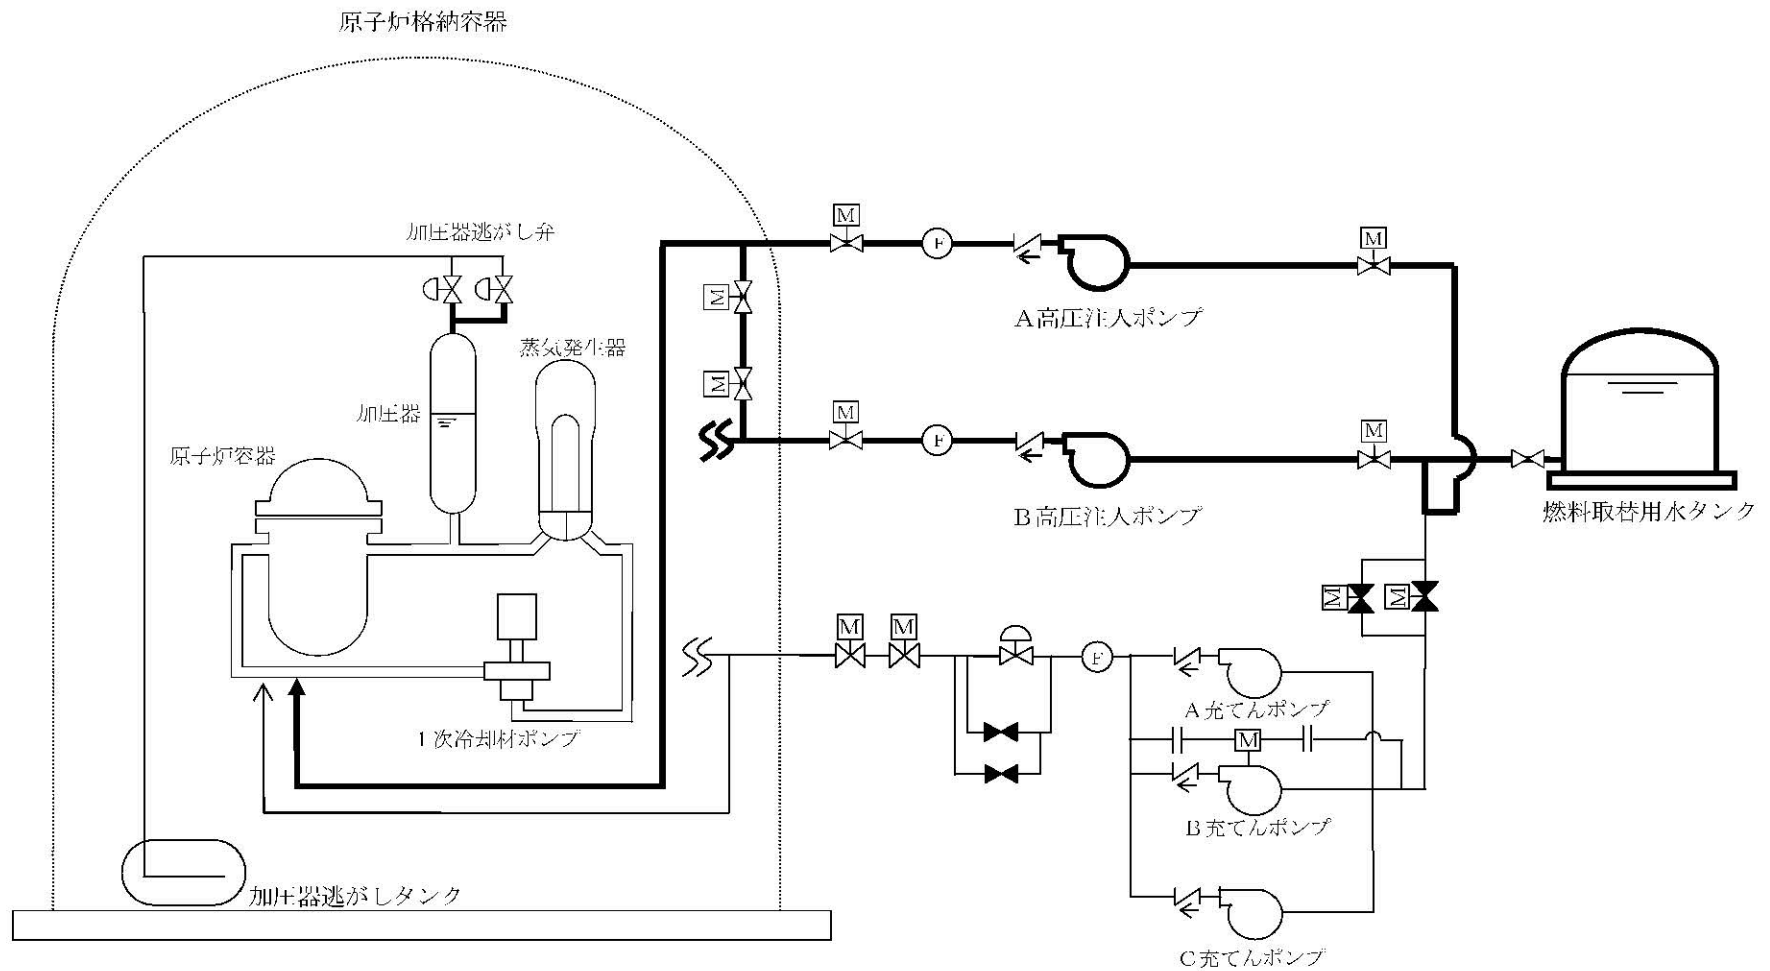 原子炉格納容器
M
M
加圧器逃がし弁
F
M
A高圧注入ポンプ
蒸気発生器
M
加圧器
M
M
M
F
原子炉容器
B高圧注入ポンプ
燃料取替用水タンク
M
M
M
M
F
A充てんポンプ
1次冷却材ポンプ
M
B充てんポンプ
加圧器逃がしタンク
C充てんポンプ